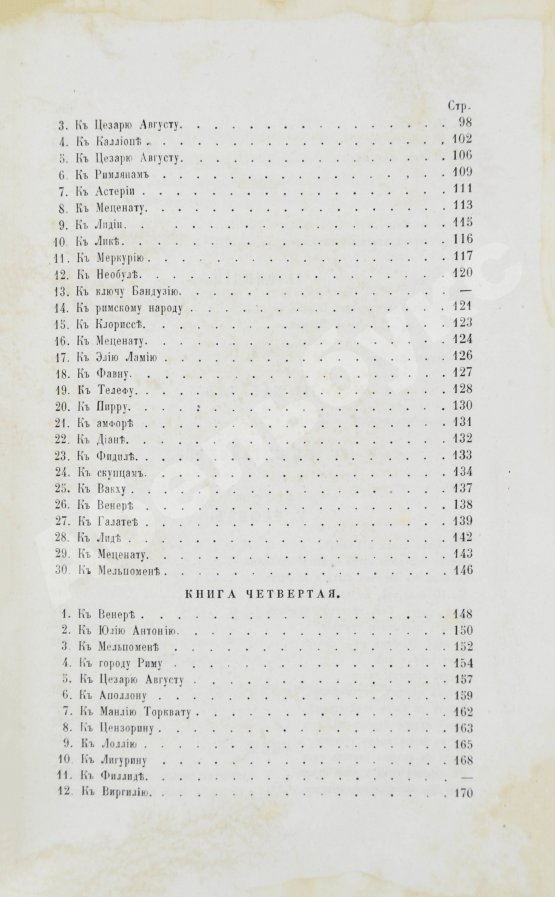 Стр.
3. Къ Цезарю Августу. . . . . . . . . . . . . . 98
4. Къ Калліопѣ . . . . . . . . . . . . . . 102
5. Къ Цезарю Августу. . . . . . . . . . . . . . 106
6. Къ Римлянамъ . . . . . . . . . . . . . . 109
7. Къ Астеріи . . . . . . . . . . . . . . 111
8. Къ Меценату. . . . . . . . . . . . . . 113
9. Къ Лидіи. . . . . . . . . . . . . . 115
10. Къ Ликѣ. . . . . . . . . . . . . . 116
11. Къ Меркурію . . . . . . . . . . . . . . 117
12. Къ Необулѣ. . . . . . . . . . . . . . 120
13. Къ ключу Бандузію. . . . . . . . . . . . . . —
14. Къ римскому народу . . . . . . . . . . . . . . 121
15. Къ Клориссѣ. . . . . . . . . . . . . . 123
16. Къ Меценату. . . . . . . . . . . . . . 124
17. Къ Элію Ламію . . . . . . . . . . . . . . 126
18. Къ Фавну. . . . . . . . . . . . . . 127
19. Къ Телефу. . . . . . . . . . . . . . 128
20. Къ Пирру. . . . . . . . . . . . . . 130
21. Къ амфорѣ . . . . . . . . . . . . . . 131
22. Къ Діанѣ. . . . . . . . . . . . . . 132
23. Къ Фидилѣ. . . . . . . . . . . . . . 133
24. Къ скупцамъ. . . . . . . . . . . . . . 134
25. Къ Вакху . . . . . . . . . . . . . . 137
26. Къ Венерѣ . . . . . . . . . . . . . . 138
27. Къ Галатеѣ . . . . . . . . . . . . . . 139
28. Къ Лидѣ . . . . . . . . . . . . . . 142
29. Къ Меценату. . . . . . . . . . . . . . 143
30. Къ Мельпоменѣ . . . . . . . . . . . . . . 146
КНИГА ЧЕТВЕРТАЯ.
1. Къ Венерѣ . . . . . . . . . . . . . . 148
2. Къ Юлію Антонію. . . . . . . . . . . . . . 150
3. Къ Мельпоменѣ . . . . . . . . . . . . . . 152
4. Къ городу Риму . . . . . . . . . . . . . . 154
5. Къ Цезарю Августу . . . . . . . . . . . . . . 157
6. Къ Аполлону . . . . . . . . . . . . . . 159
7. Къ Манлію Торквату . . . . . . . . . . . . . . 162
8. Къ Цензорину . . . . . . . . . . . . . . 163
9. Къ Лоллію . . . . . . . . . . . . . . 165
10. Къ Лигурину . . . . . . . . . . . . . . 168
11. Къ Филлидѣ. . . . . . . . . . . . . . —
12. Къ Виргилію. . . . . . . . . . . . . . 170